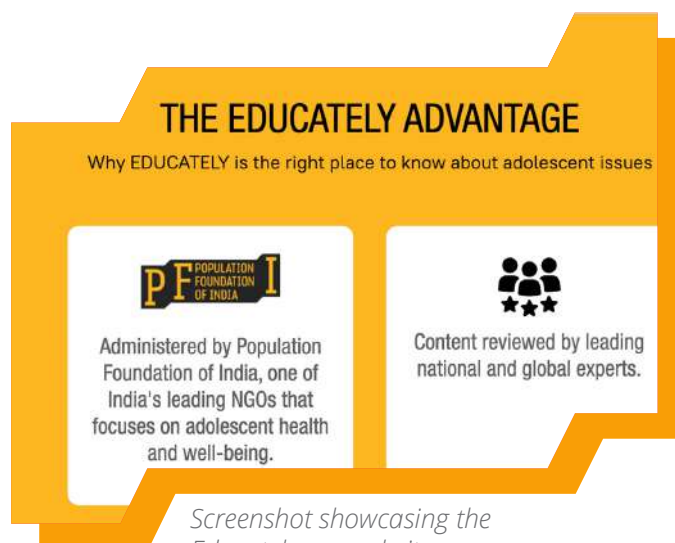 THE EDUCATELY ADVANTAGE
Why EDUCATELY is the right place to know about adolescent issues
P F POPULATION FOUNDATION OF INDIA I
Administered by Population
Foundation of India, one of
India's leading NGOs that
focuses on adolescent health
and well-being.
Content reviewed by leading
national and global experts.
Screenshot showcasing the